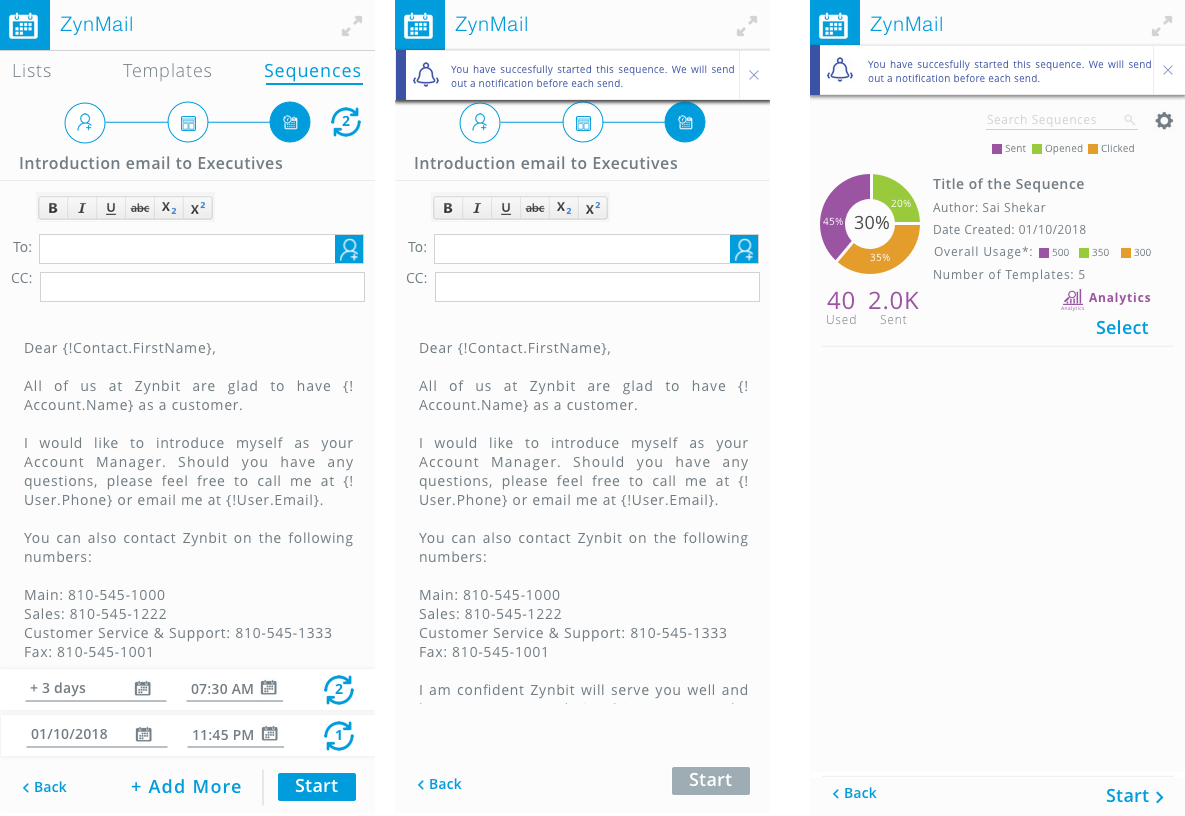 ZynMail
Lists Templates Sequences
2
Introduction email to Executives
B I U abc X2 X2
To:
CC:
Dear {!Contact.FirstName},
All of us at Zynbit are glad to have {!
Account.Name} as a customer.
I would like to introduce myself as your
Account Manager. Should you have any
questions, please feel free to call me at {!
User.Phone} or email me at {!User.Email}.
You can also contact Zynbit on the following
numbers:
Main: 810-545-1000
Sales: 810-545-1222
Customer Service & Support: 810-545-1333
Fax: 810-545-1001
+ 3 days 07:30 AM 2
01/10/2018 11:45 PM 1
Back + Add More Start
ZynMail
You have succesfully started this sequence. We will send
out a notification before each send.
Introduction email to Executives
B I U abc X2 X2
To:
CC:
Dear {!Contact.FirstName},
All of us at Zynbit are glad to have {!
Account.Name} as a customer.
I would like to introduce myself as your
Account Manager. Should you have any
questions, please feel free to call me at {!
User.Phone} or email me at {!User.Email}.
You can also contact Zynbit on the following
numbers:
Main: 810-545-1000
Sales: 810-545-1222
Customer Service & Support: 810-545-1333
Fax: 810-545-1001
I am confident Zynbit will serve you well and
Back Start
ZynMail
You have succesfully started this sequence. We will send
out a notification before each send.
Search Sequences
Sent Opened Clicked
45% 30% 20% 35%
Title of the Sequence
Author: Sai Shekar
Date Created: 01/10/2018
Overall Usage*: 500 350 300
Number of Templates: 5
40 2.0K
Used Sent
Analytics Analytics
Select
Back Start